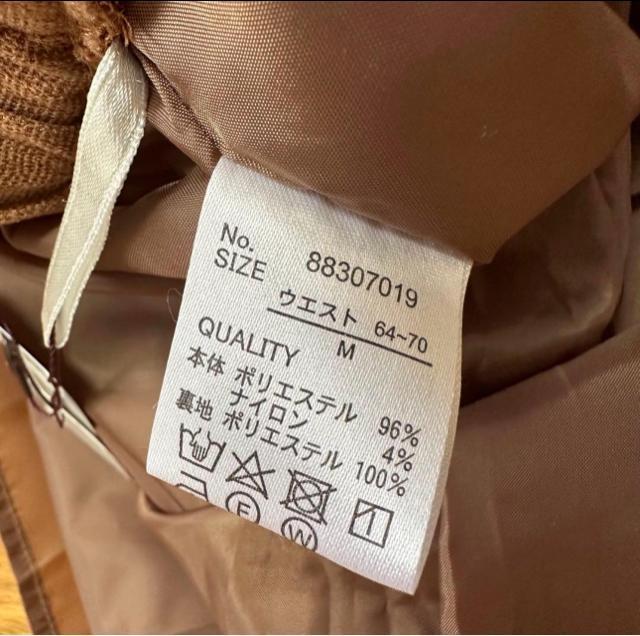 No. 88307019
SIZE ウエスト 64~70
M
QUALITY
本体 ポリエステル 96%
ナイロン 4%
裏地 ポリエステル 100%
F
W